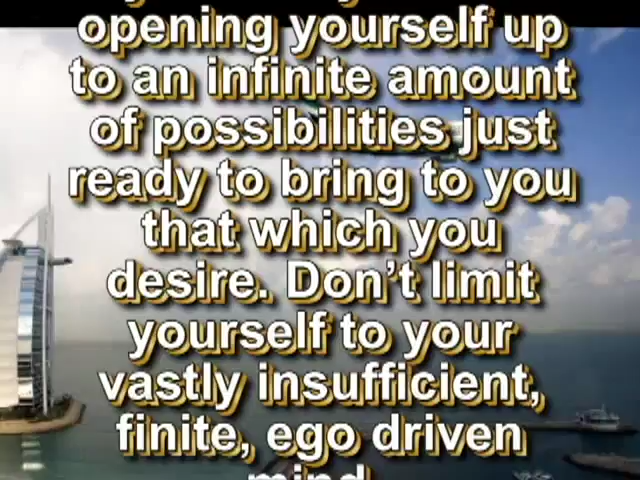 opening yourself up
to an infinite amount
of possibilities just
ready to bring to you
that which you
desire. Don't limit
yourself to your
vastly insufficient,
finite, ego driven
mind